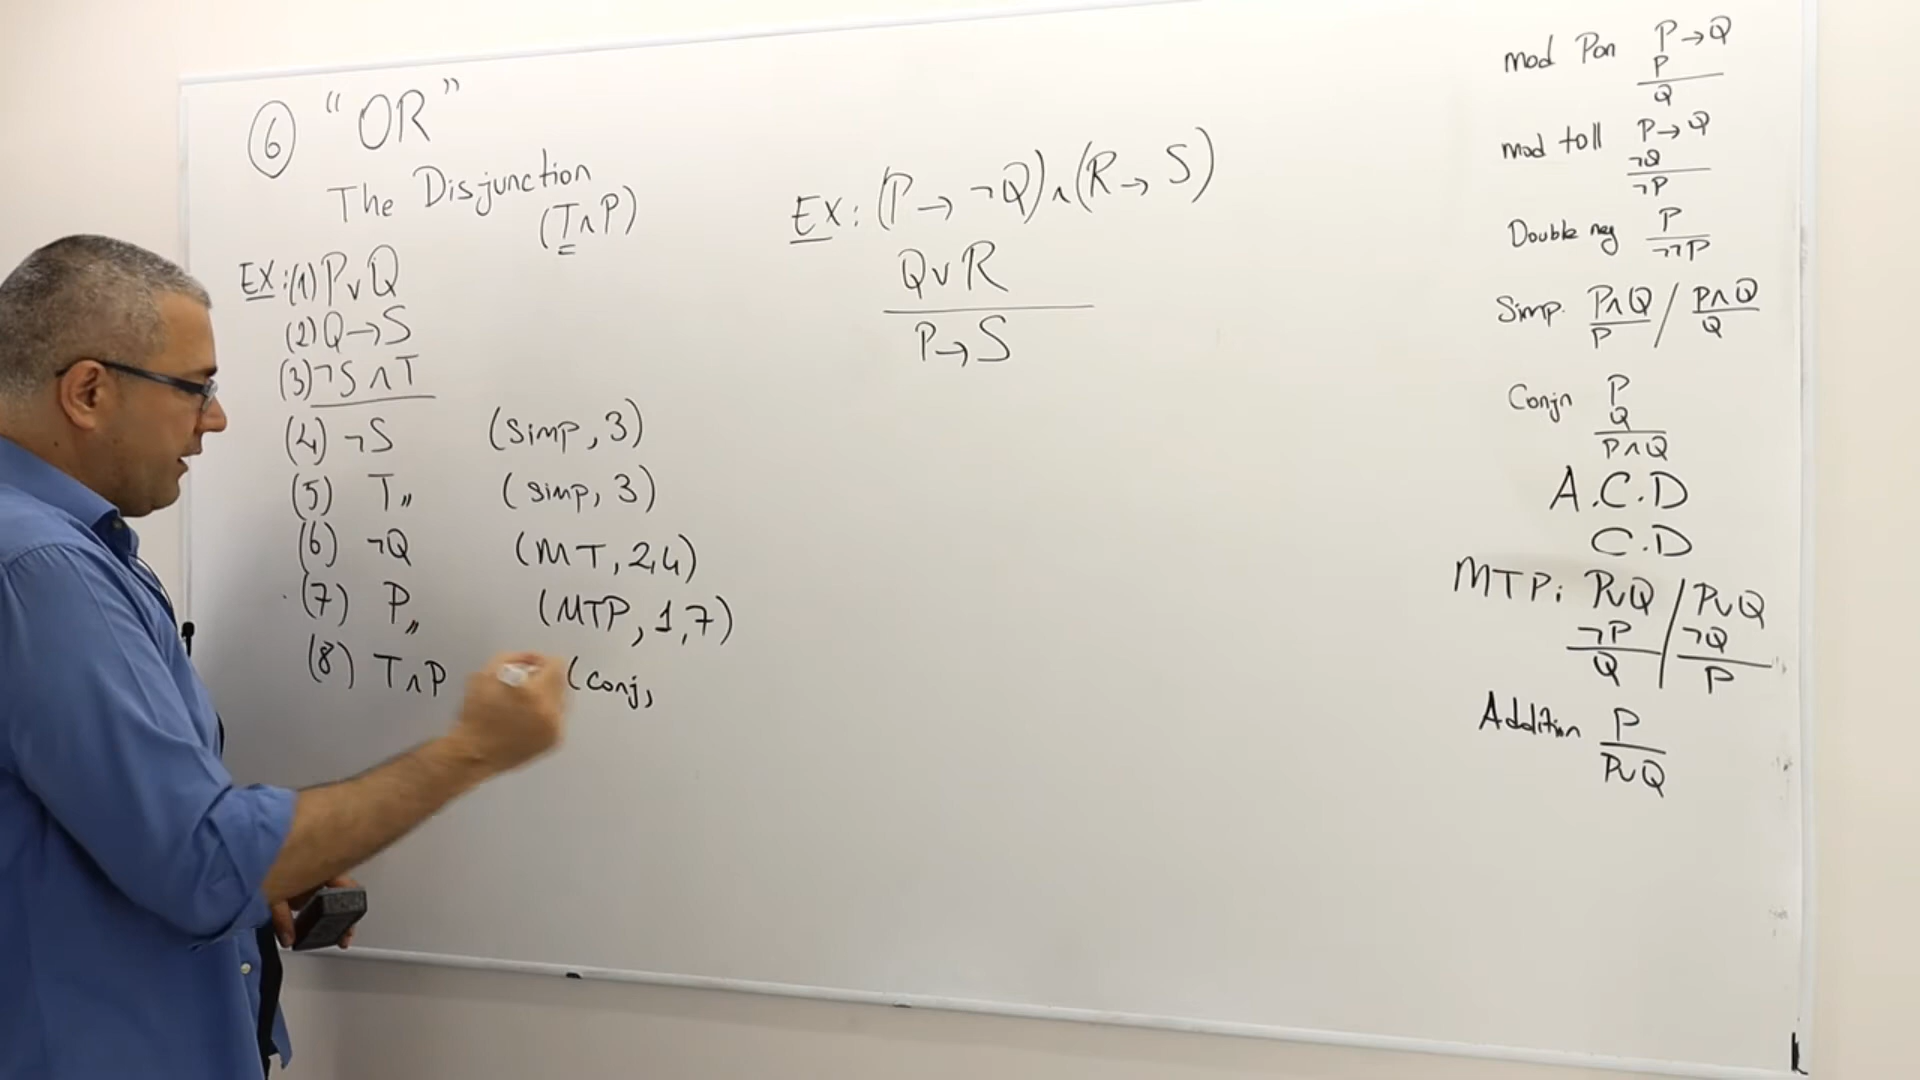 ⑥ "OR"
The Disjunction
(T∧P)
EX: (1) P∨Q
(2) Q→S
(3) ¬S∧T
(4) ¬S (Simp, 3)
(5) T,, (simp, 3)
(6) ¬Q (MT, 2,4)
(7) P,, (MTP, 1,7)
(8) T∧P (conj,
EX: (P→¬Q)∧(R→S)
Q∨R
P→S
mod Pon P→Q
P
Q
mod toll P→Q
¬Q
¬P
Double neg P
¬¬P
Simp. P∧Q / P∧Q
P Q
Conjn P
Q
P∧Q
A.C.D
C.D
MTP: P∨Q / P∨Q
¬P ¬Q
Q P
Addition P
P∨Q